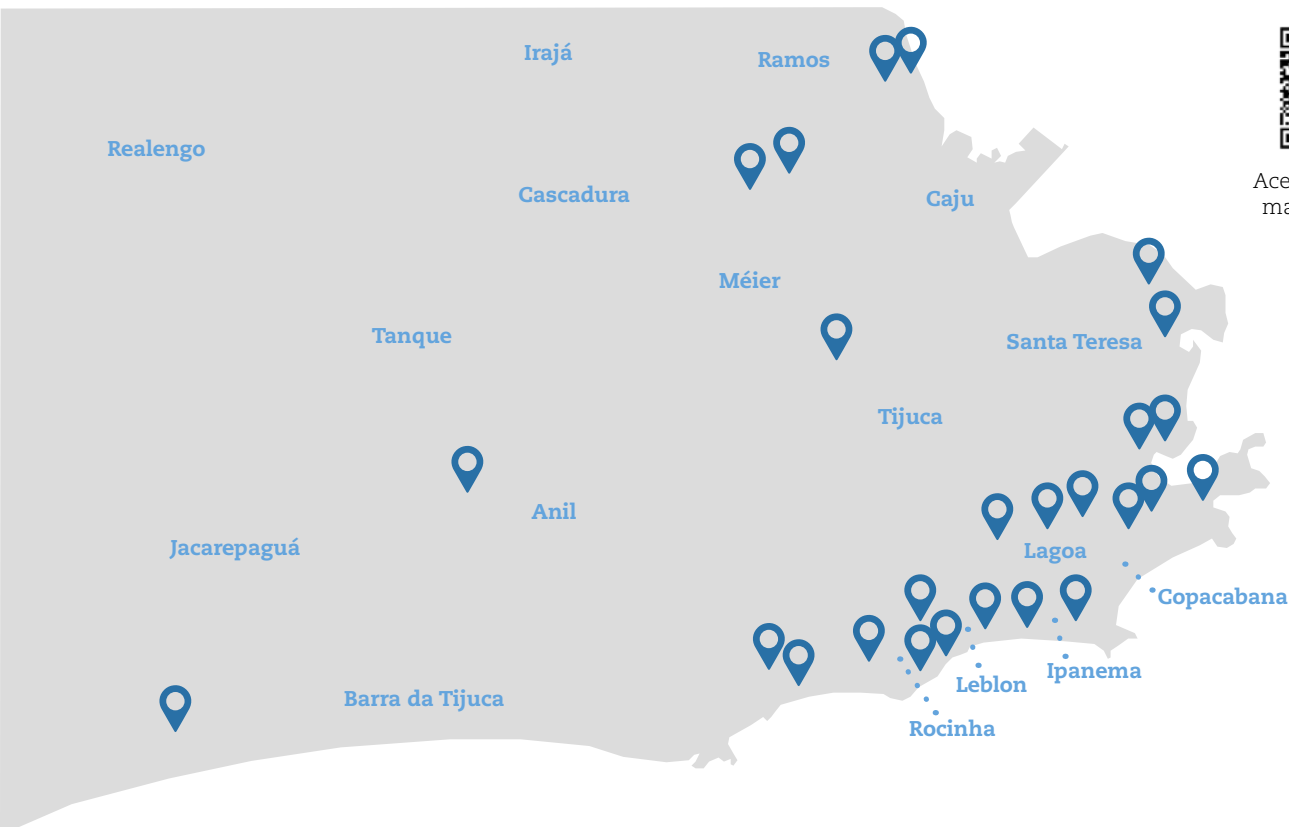 Irajá
Ramos
Realengo
Cascadura
Caju
Méier
Tanque
Santa Teresa
Tijuca
Anil
Jacarepaguá
Lagoa
Copacabana
Ipanema
Leblon
Barra da Tijuca
Rocinha